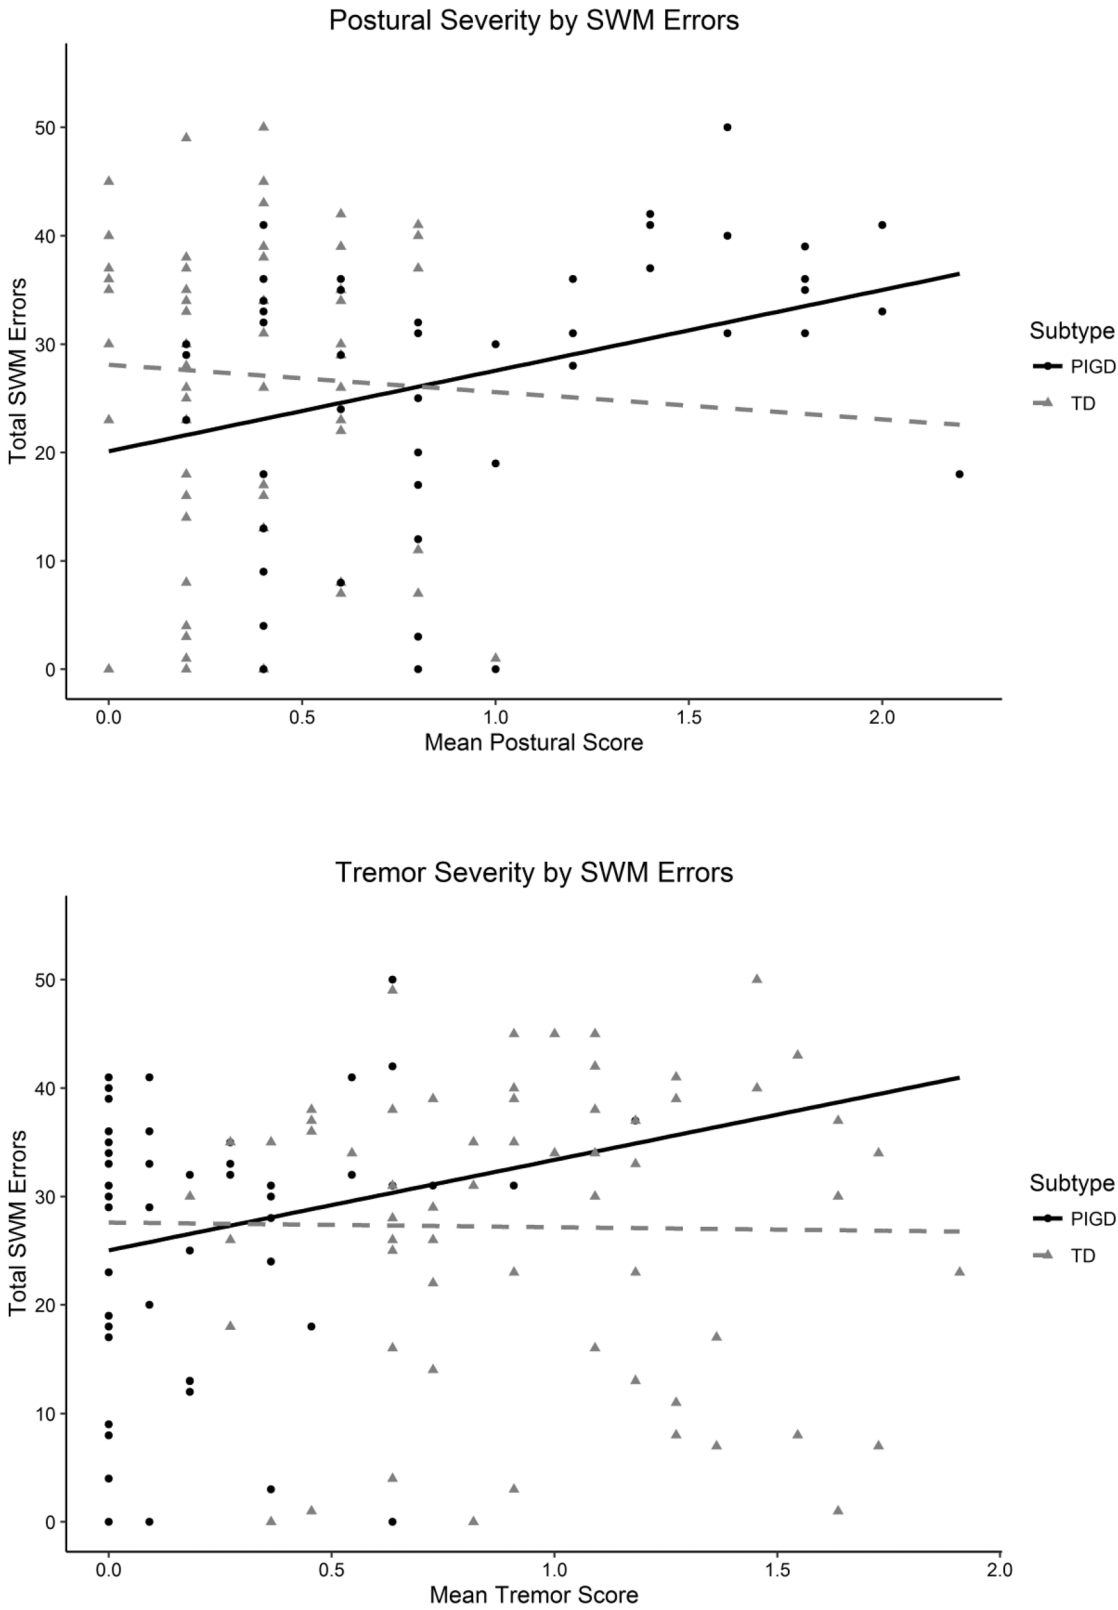 Postural Severity by SWM Errors
Total SWM Errors
50
40
30
20
10
0
0.0 0.5 1.0 1.5 2.0
Mean Postural Score
Subtype
PIGD
TD
Tremor Severity by SWM Errors
Total SWM Errors
50
40
30
20
10
0
0.0 0.5 1.0 1.5 2.0
Mean Tremor Score
Subtype
PIGD
TD